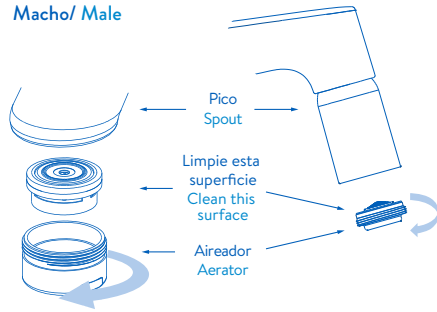 Macho/ Male
Pico
Spout
Limpie esta
superficie
Clean this
surface
Aireador
Aerator